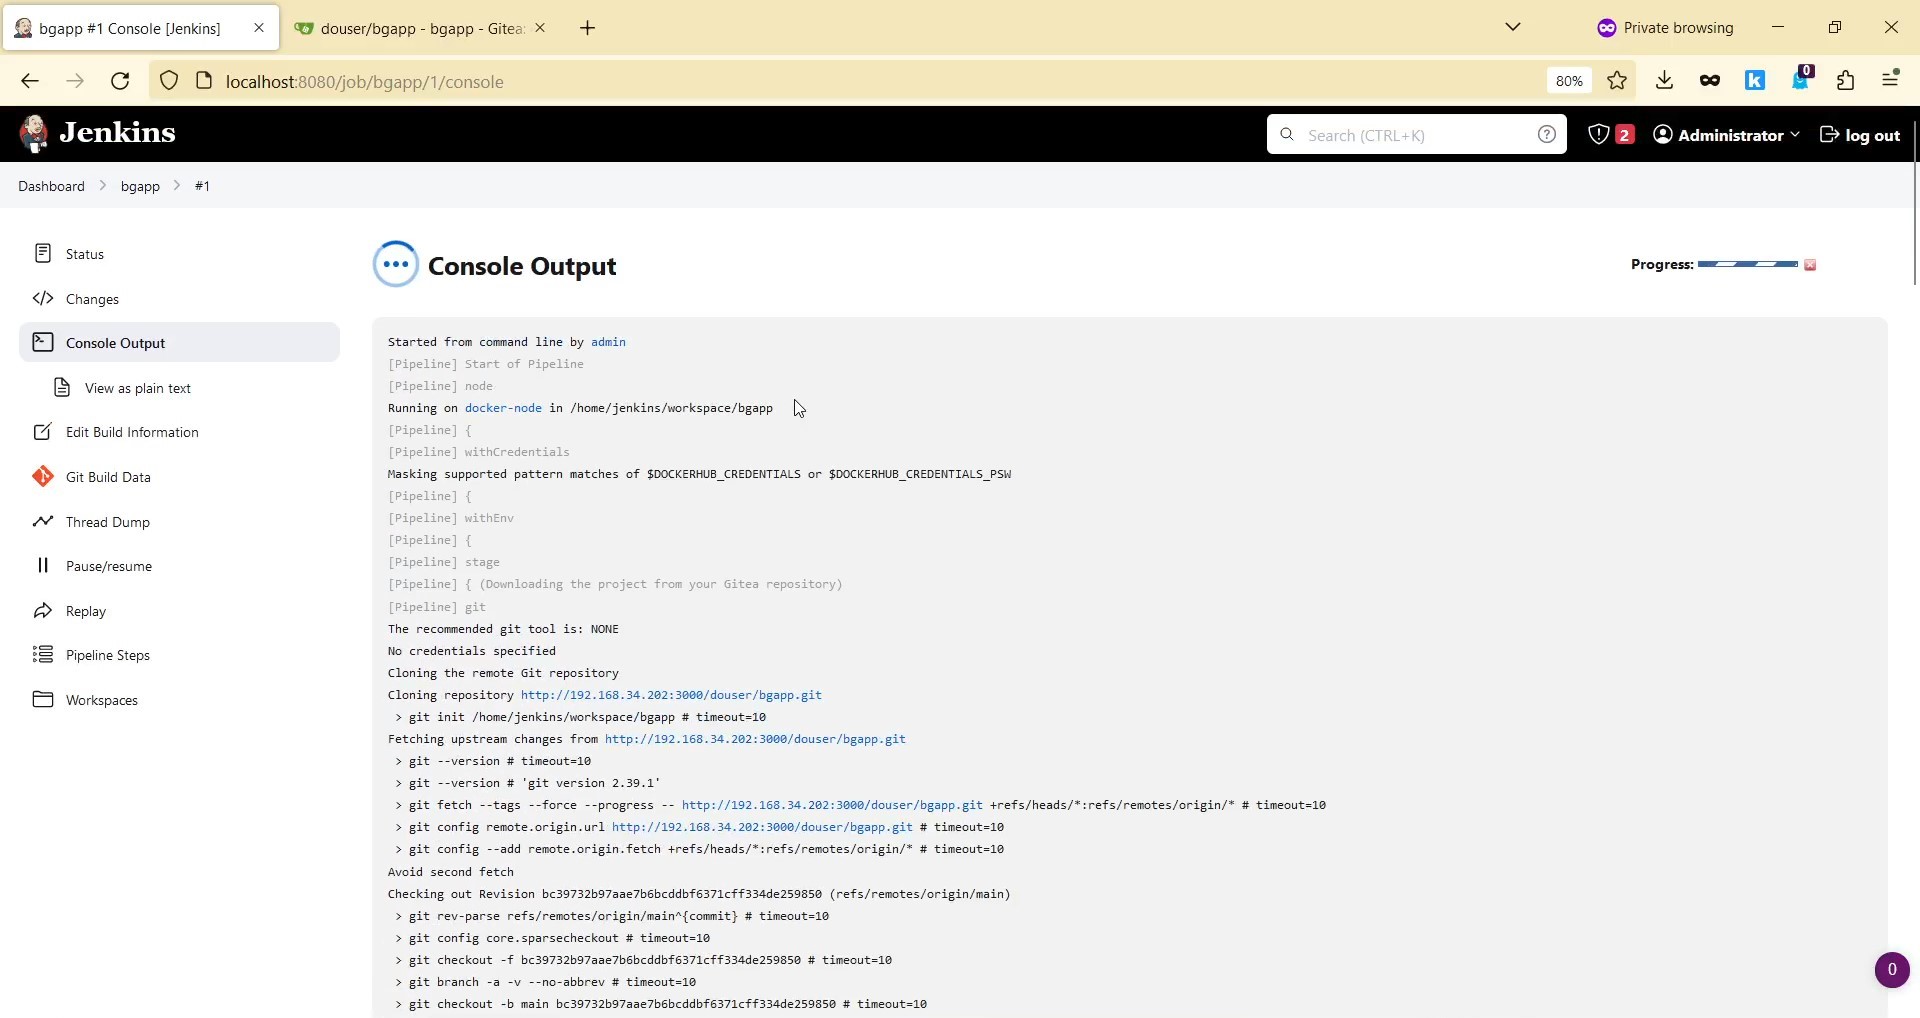 bgapp #1 Console [Jenkins]
douser/bgapp - bgapp - Gitea:
Private browsing
localhost:8080/job/bgapp/1/console
80%
0
Jenkins
Search (CTRL+K)
2
Administrator
log out
Dashboard
bgapp
#1
Status
Changes
Console Output
View as plain text
Edit Build Information
Git Build Data
Thread Dump
Pause/resume
Replay
Pipeline Steps
Workspaces
Console Output
Progress:
Started from command line by admin
[Pipeline] Start of Pipeline
[Pipeline] node
Running on docker-node in /home/jenkins/workspace/bgapp
[Pipeline] {
[Pipeline] withCredentials
Masking supported pattern matches of $DOCKERHUB_CREDENTIALS or $DOCKERHUB_CREDENTIALS_PSW
[Pipeline] {
[Pipeline] withEnv
[Pipeline] {
[Pipeline] stage
[Pipeline] { (Downloading the project from your Gitea repository)
[Pipeline] git
The recommended git tool is: NONE
No credentials specified
Cloning the remote Git repository
Cloning repository http://192.168.34.202:3000/douser/bgapp.git
> git init /home/jenkins/workspace/bgapp # timeout=10
Fetching upstream changes from http://192.168.34.202:3000/douser/bgapp.git
> git --version # timeout=10
> git --version # 'git version 2.39.1'
> git fetch --tags --force --progress -- http://192.168.34.202:3000/douser/bgapp.git +refs/heads/*:refs/remotes/origin/* # timeout=10
> git config remote.origin.url http://192.168.34.202:3000/douser/bgapp.git # timeout=10
> git config --add remote.origin.fetch +refs/heads/*:refs/remotes/origin/* # timeout=10
Avoid second fetch
Checking out Revision bc39732b97aae7b6bcddbf6371cff334de259850 (refs/remotes/origin/main)
> git rev-parse refs/remotes/origin/main^{commit} # timeout=10
> git config core.sparsecheckout # timeout=10
> git checkout -f bc39732b97aae7b6bcddbf6371cff334de259850 # timeout=10
> git branch -a -v --no-abbrev # timeout=10
> git checkout -b main bc39732b97aae7b6bcddbf6371cff334de259850 # timeout=10
0